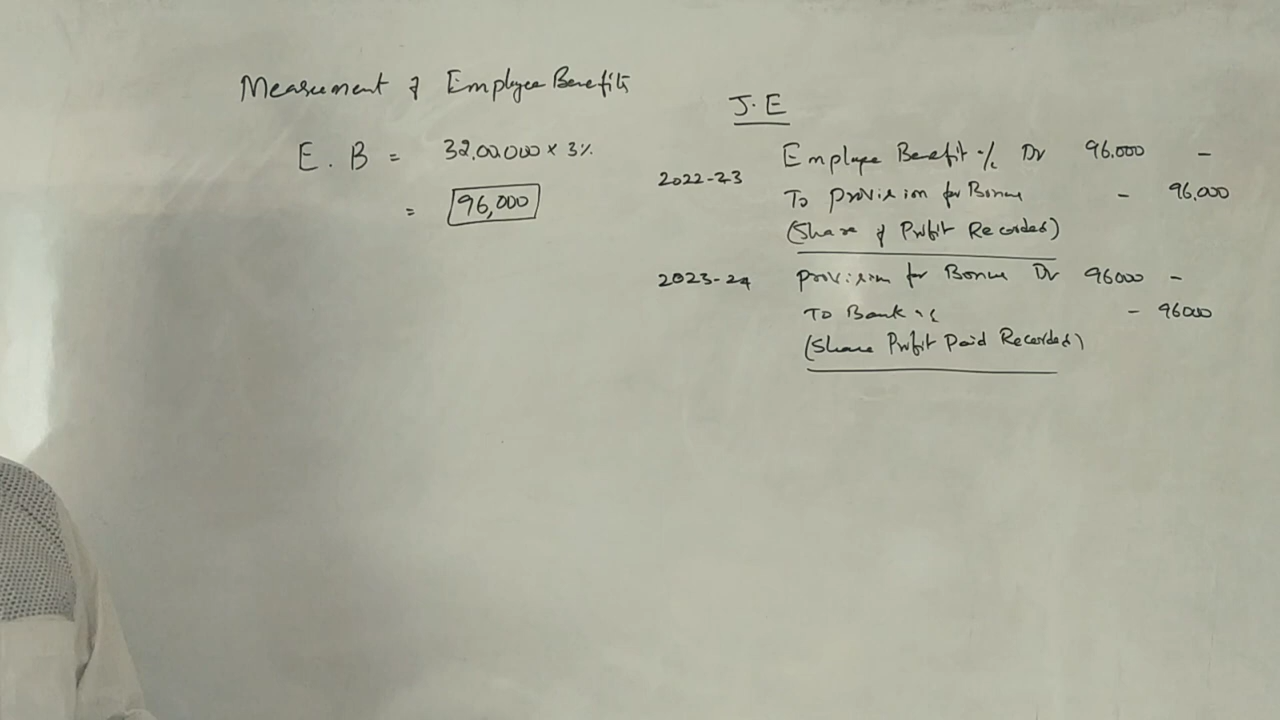 Measurement of Employee Benefits
E. B = 32,00,000 × 3%
= 96,000
J.E
2022-23 Employee Benefit A/c Dr 96,000 -
To Provision for Bonus - 96,000
(Share of Profit Recorded)
2023-24 Provision for Bonus Dr 96000 -
To Bank A/c - 96000
(Share Profit Paid Recorded)